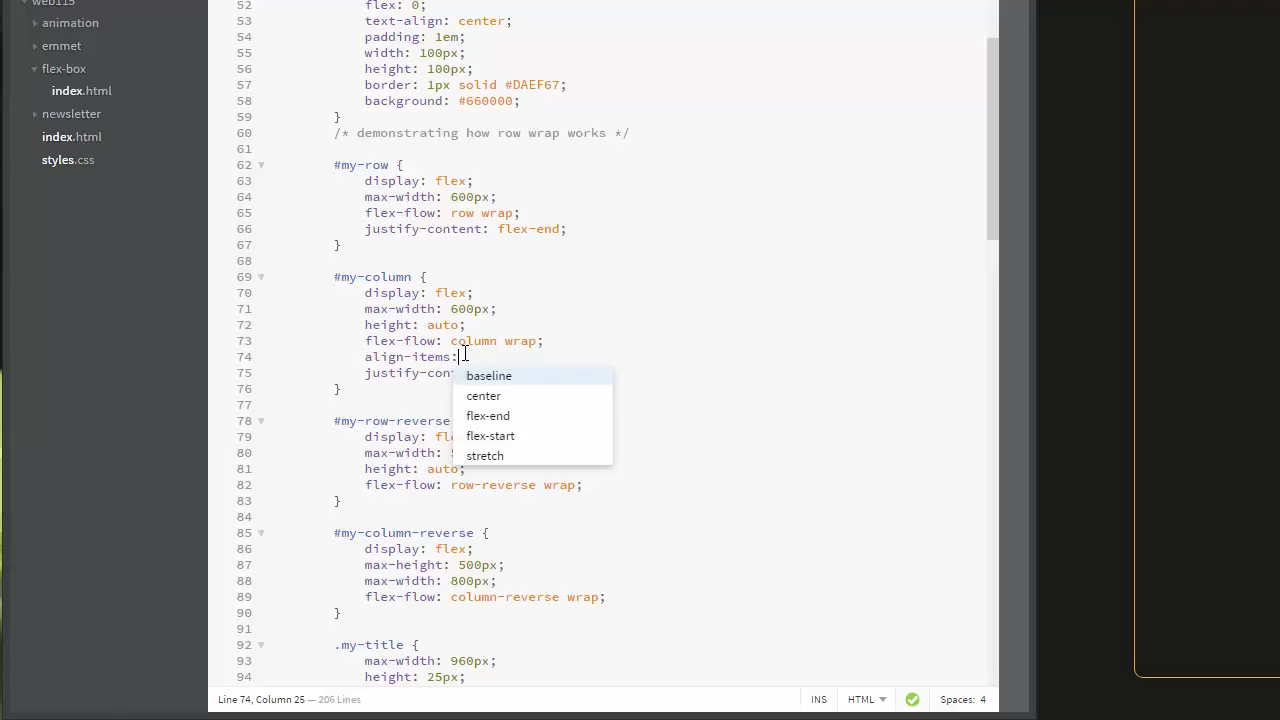 web115
animation
emmet
flex-box
index.html
newsletter
index.html
styles.css
52 flex: 0;
53 text-align: center;
54 padding: 1em;
55 width: 100px;
56 height: 100px;
57 border: 1px solid #DAEF67;
58 background: #660000;
59 }
60 /* demonstrating how row wrap works */
61
62 #my-row {
63 display: flex;
64 max-width: 600px;
65 flex-flow: row wrap;
66 justify-content: flex-end;
67 }
68
69 #my-column {
70 display: flex;
71 max-width: 600px;
72 height: auto;
73 flex-flow: column wrap;
74 align-items:
75 justify-con
baseline
76 }
center
77
flex-end
78 #my-row-reverse
flex-start
79 display: fl
stretch
80 max-width:
81 height: auto;
82 flex-flow: row-reverse wrap;
83 }
84
85 #my-column-reverse {
86 display: flex;
87 max-height: 500px;
88 max-width: 800px;
89 flex-flow: column-reverse wrap;
90 }
91
92 .my-title {
93 max-width: 960px;
94 height: 25px;
Line 74, Column 25 — 206 Lines
INS
HTML
Spaces: 4